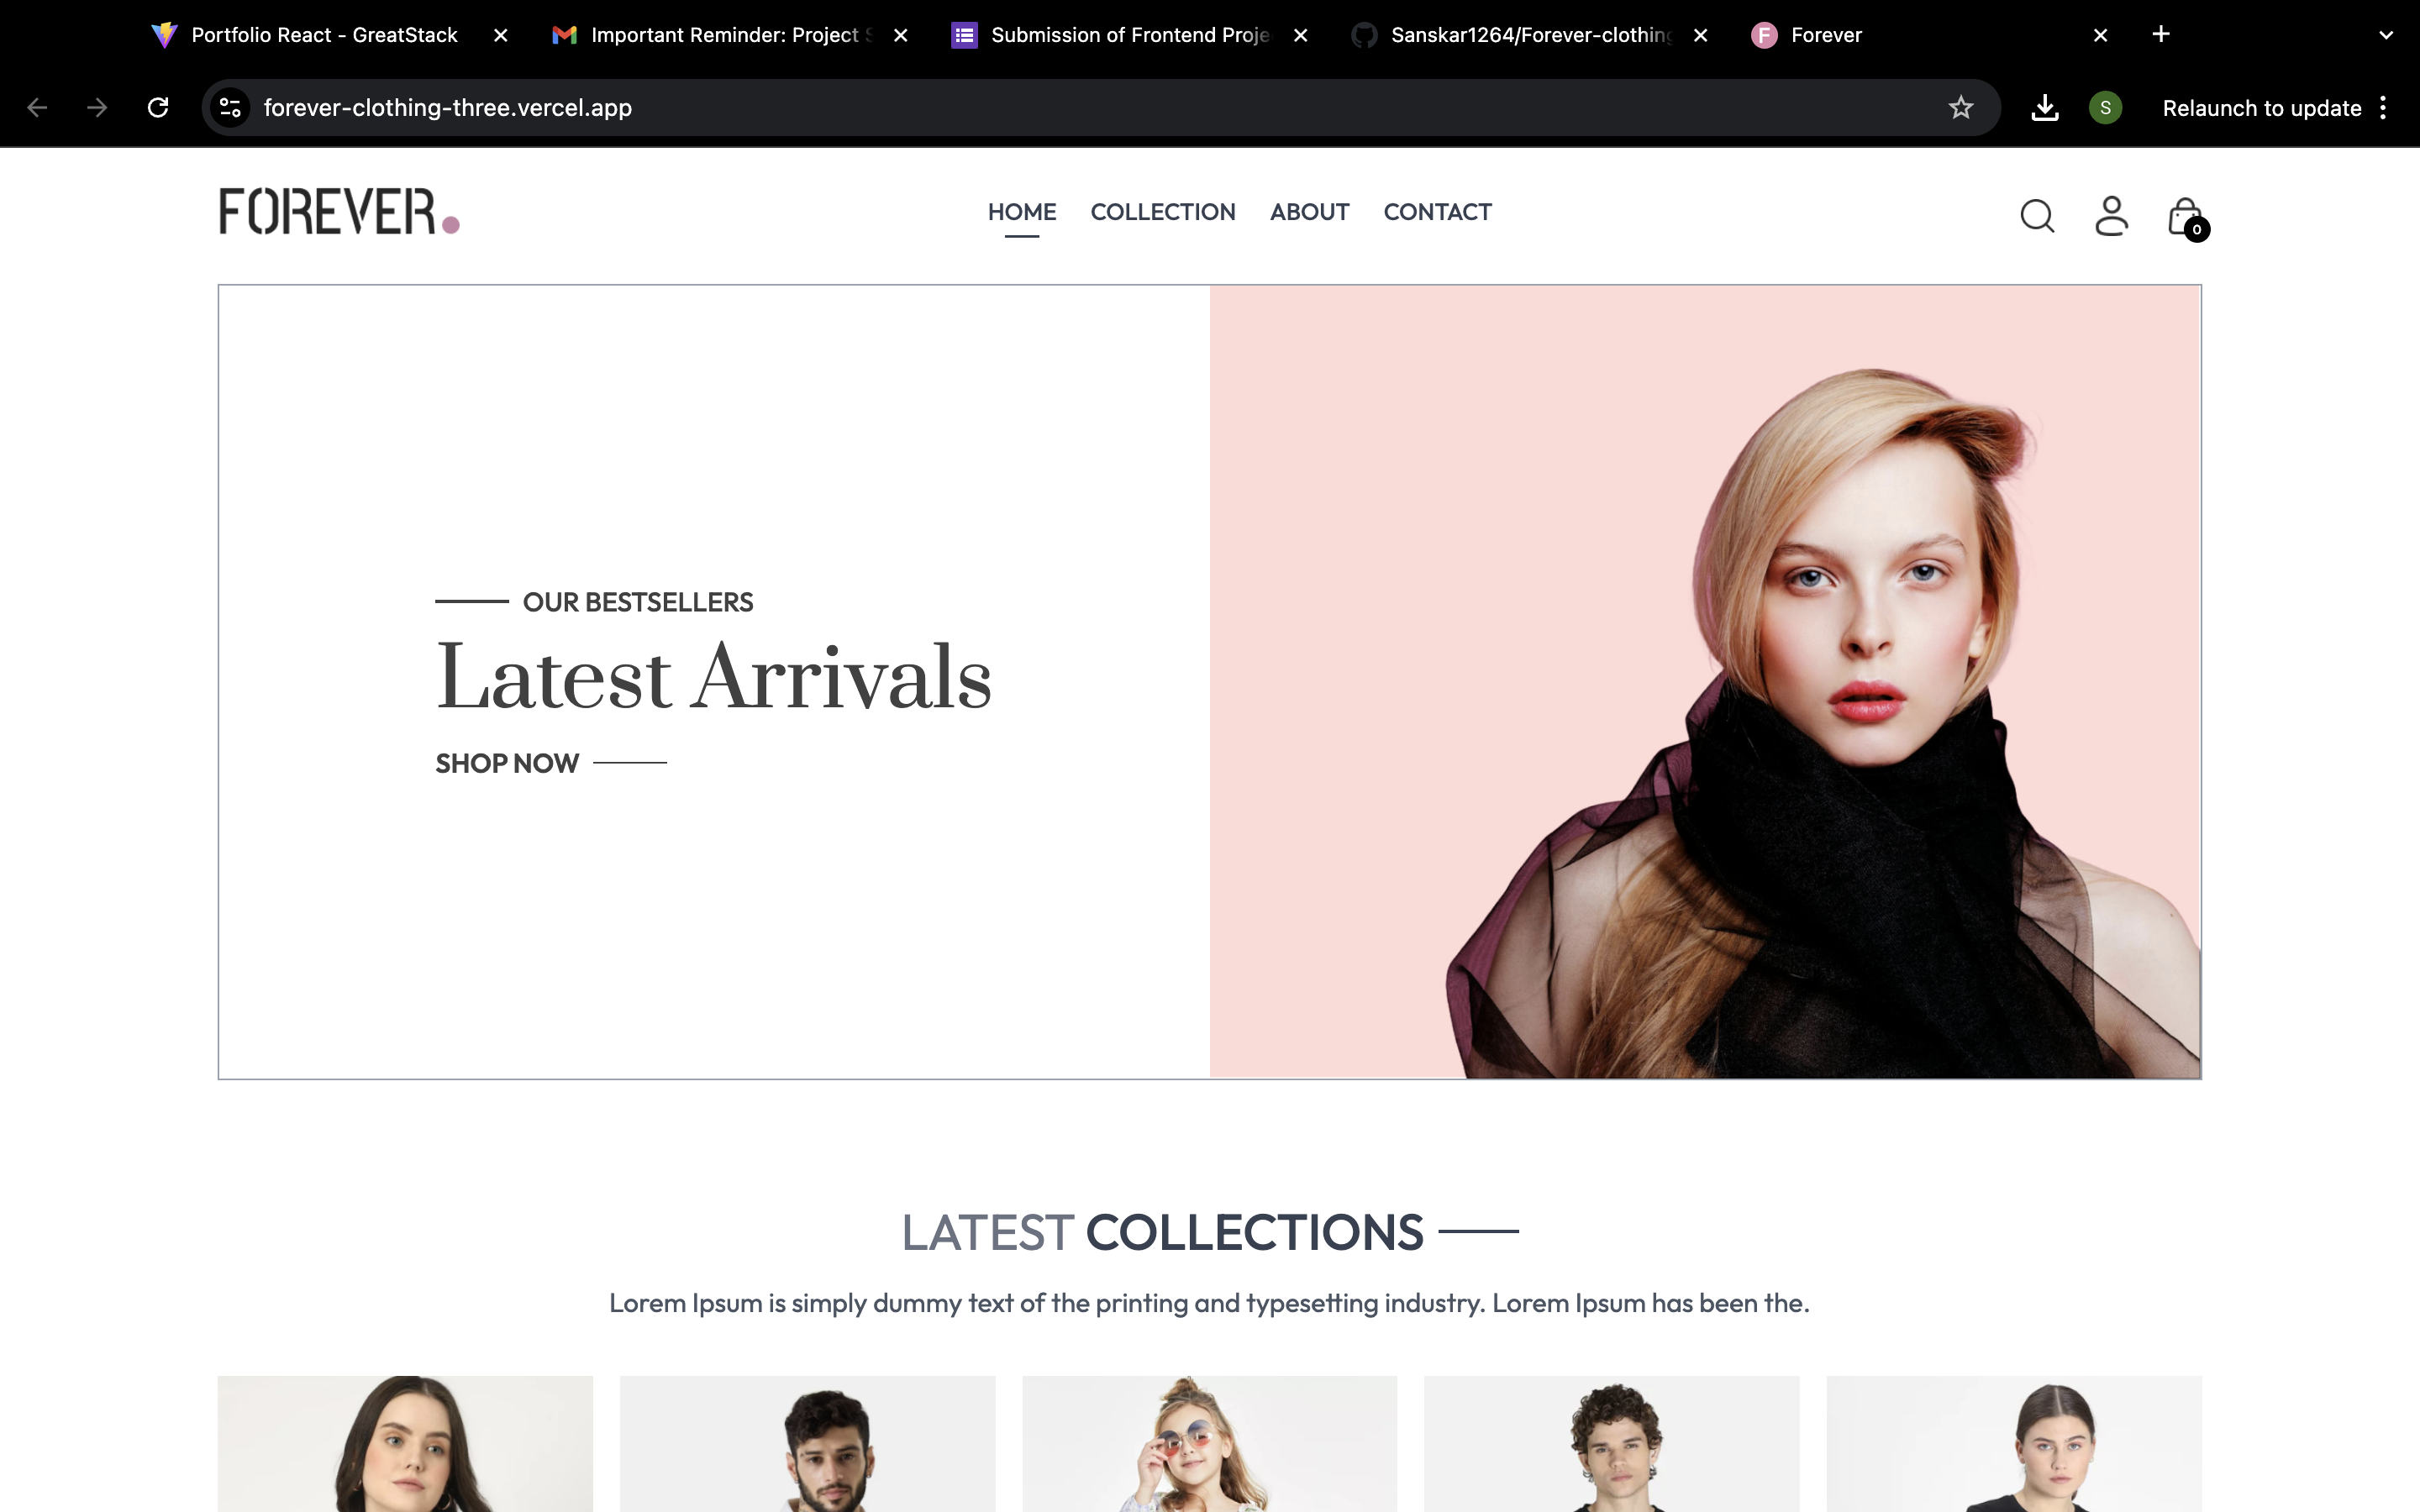 Portfolio React - GreatStack
Important Reminder: Project S
Submission of Frontend Proje
Sanskar1264/Forever-clothing
Forever
forever-clothing-three.vercel.app
S
Relaunch to update
FOREVER.
HOME COLLECTION ABOUT CONTACT
0
OUR BESTSELLERS
Latest Arrivals
SHOP NOW
LATEST COLLECTIONS
Lorem Ipsum is simply dummy text of the printing and typesetting industry. Lorem Ipsum has been the.